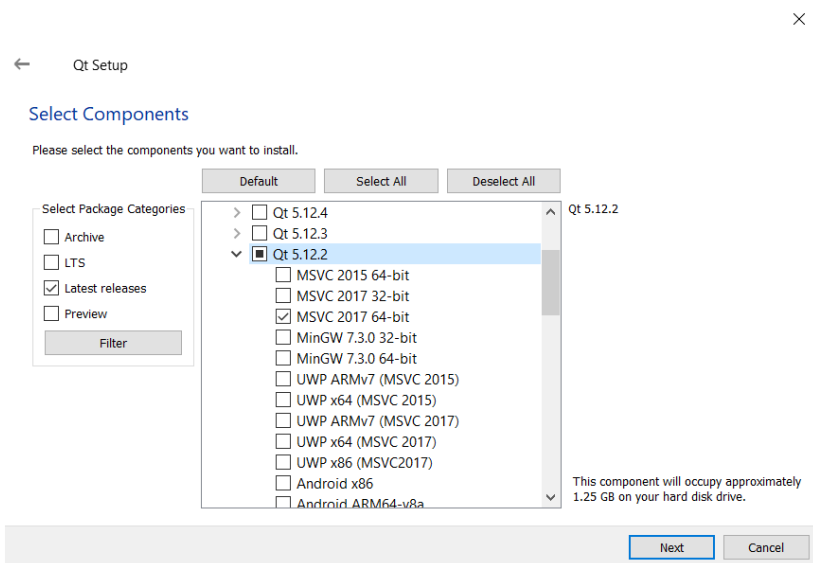 Qt Setup
Select Components
Please select the components you want to install.
Default
Select All
Deselect All
Select Package Categories
Archive
LTS
Latest releases
Preview
Filter
Qt 5.12.4
Qt 5.12.3
Qt 5.12.2
MSVC 2015 64-bit
MSVC 2017 32-bit
MSVC 2017 64-bit
MinGW 7.3.0 32-bit
MinGW 7.3.0 64-bit
UWP ARMv7 (MSVC 2015)
UWP x64 (MSVC 2015)
UWP ARMv7 (MSVC 2017)
UWP x64 (MSVC 2017)
UWP x86 (MSVC2017)
Android x86
Android ARM64-v8a
Qt 5.12.2
This component will occupy approximately
1.25 GB on your hard disk drive.
Next
Cancel